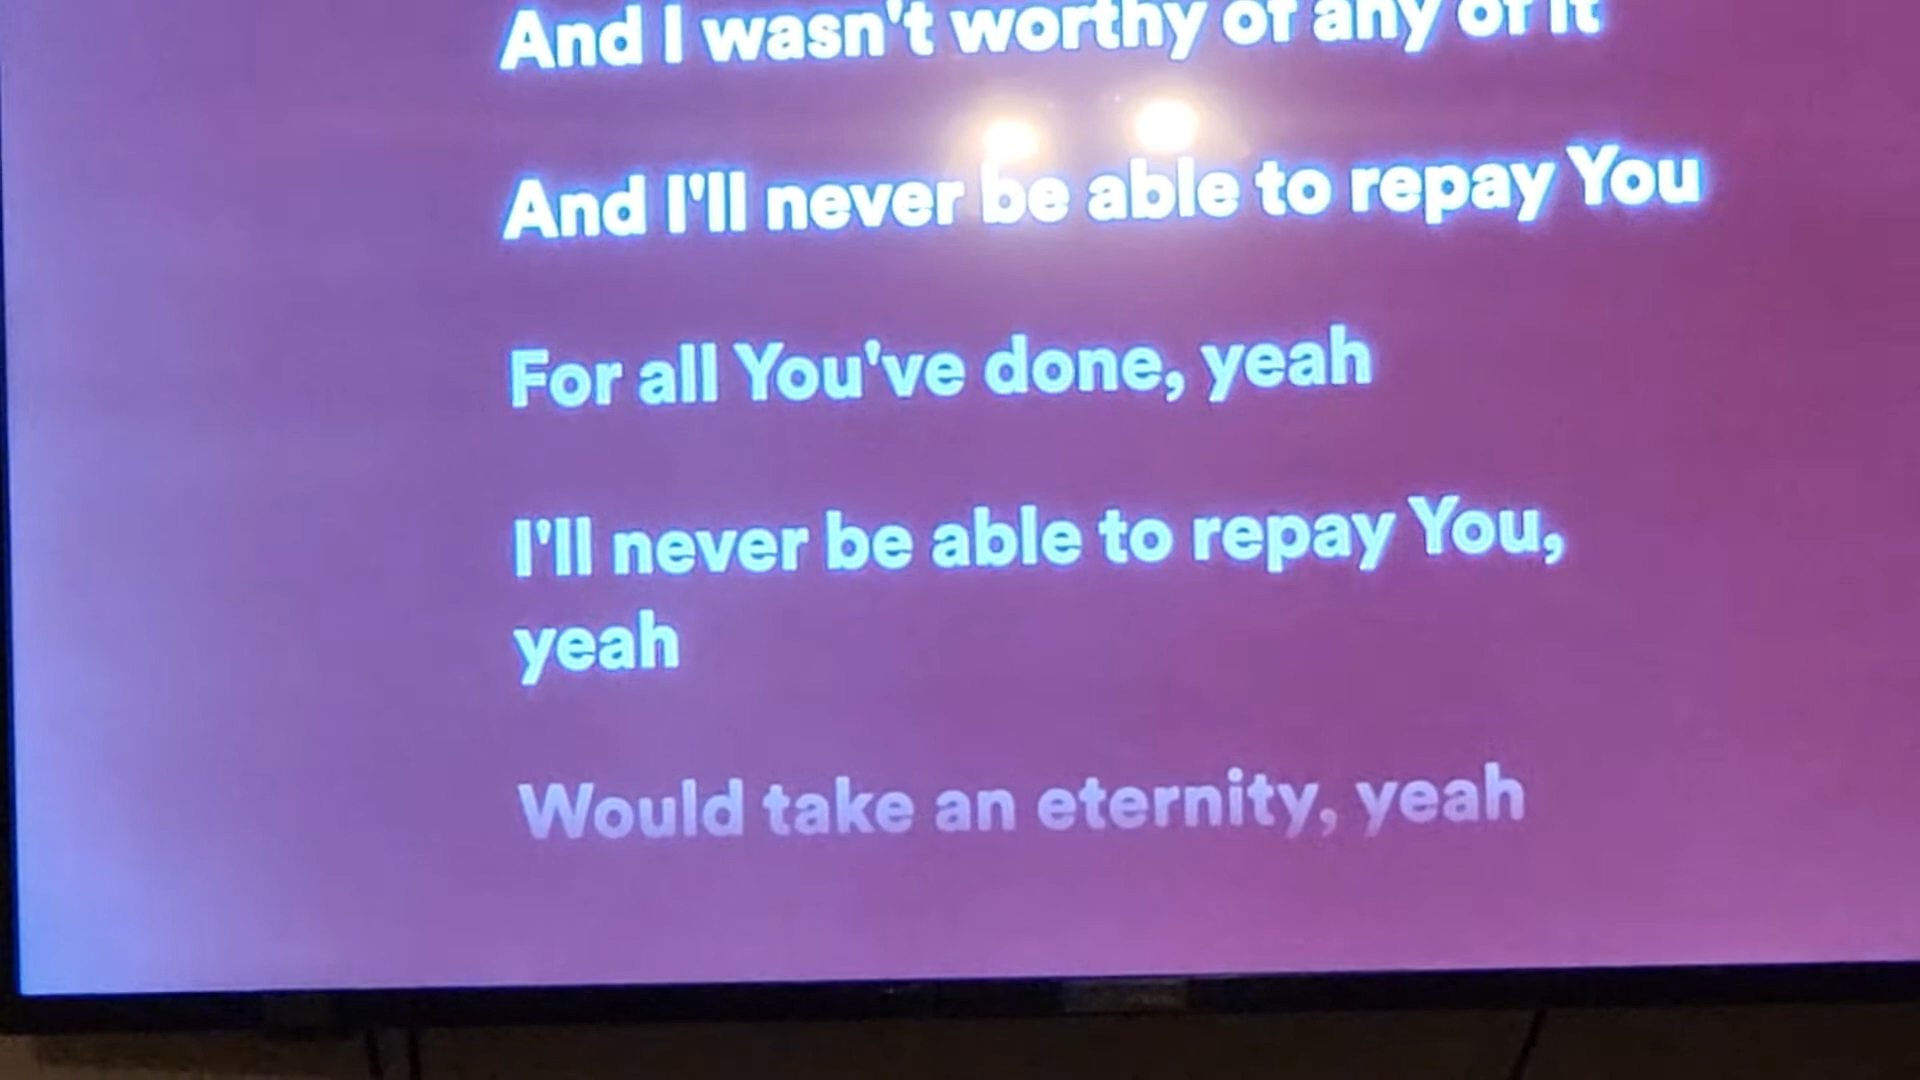 And I wasn't worthy of any of it
And I'll never be able to repay You
For all You've done, yeah
I'll never be able to repay You,
yeah
Would take an eternity, yeah